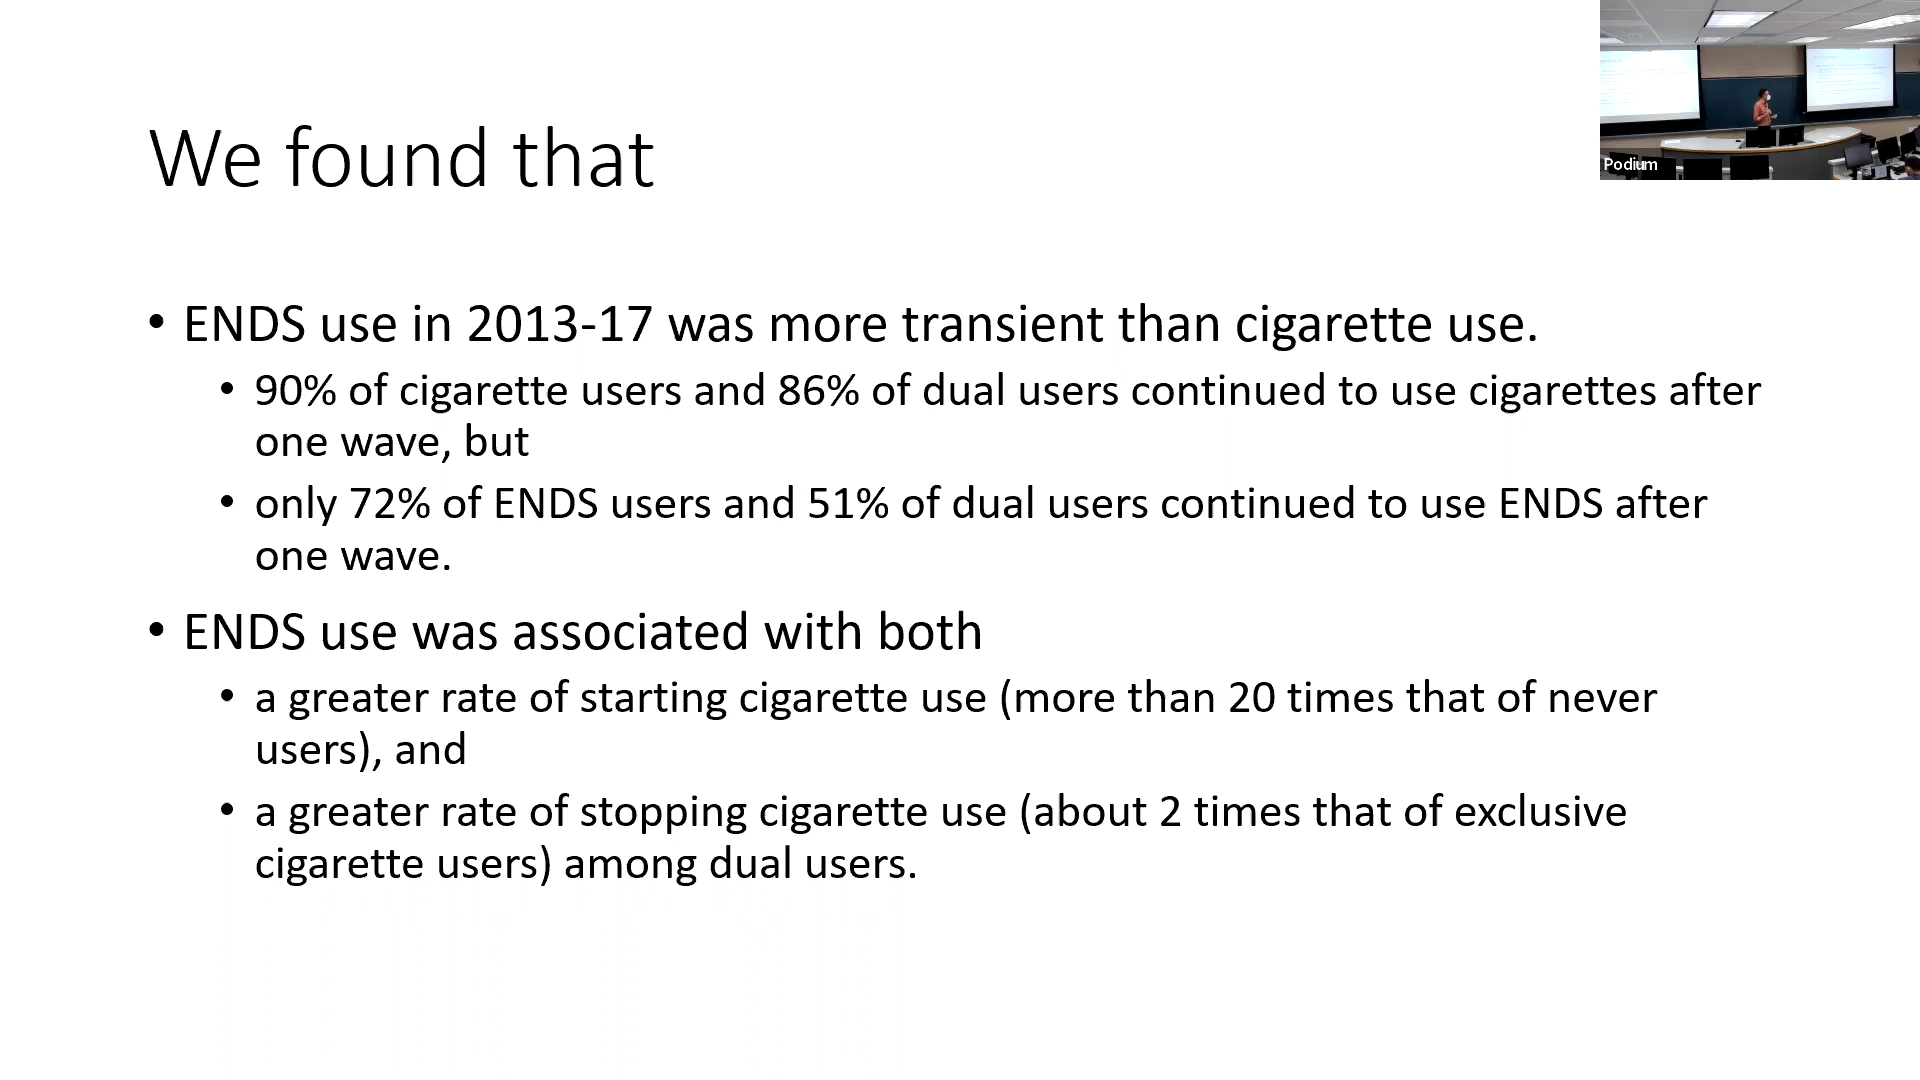 Podium
We found that
• ENDS use in 2013-17 was more transient than cigarette use.
• 90% of cigarette users and 86% of dual users continued to use cigarettes after
one wave, but
• only 72% of ENDS users and 51% of dual users continued to use ENDS after
one wave.
• ENDS use was associated with both
• a greater rate of starting cigarette use (more than 20 times that of never
users), and
• a greater rate of stopping cigarette use (about 2 times that of exclusive
cigarette users) among dual users.